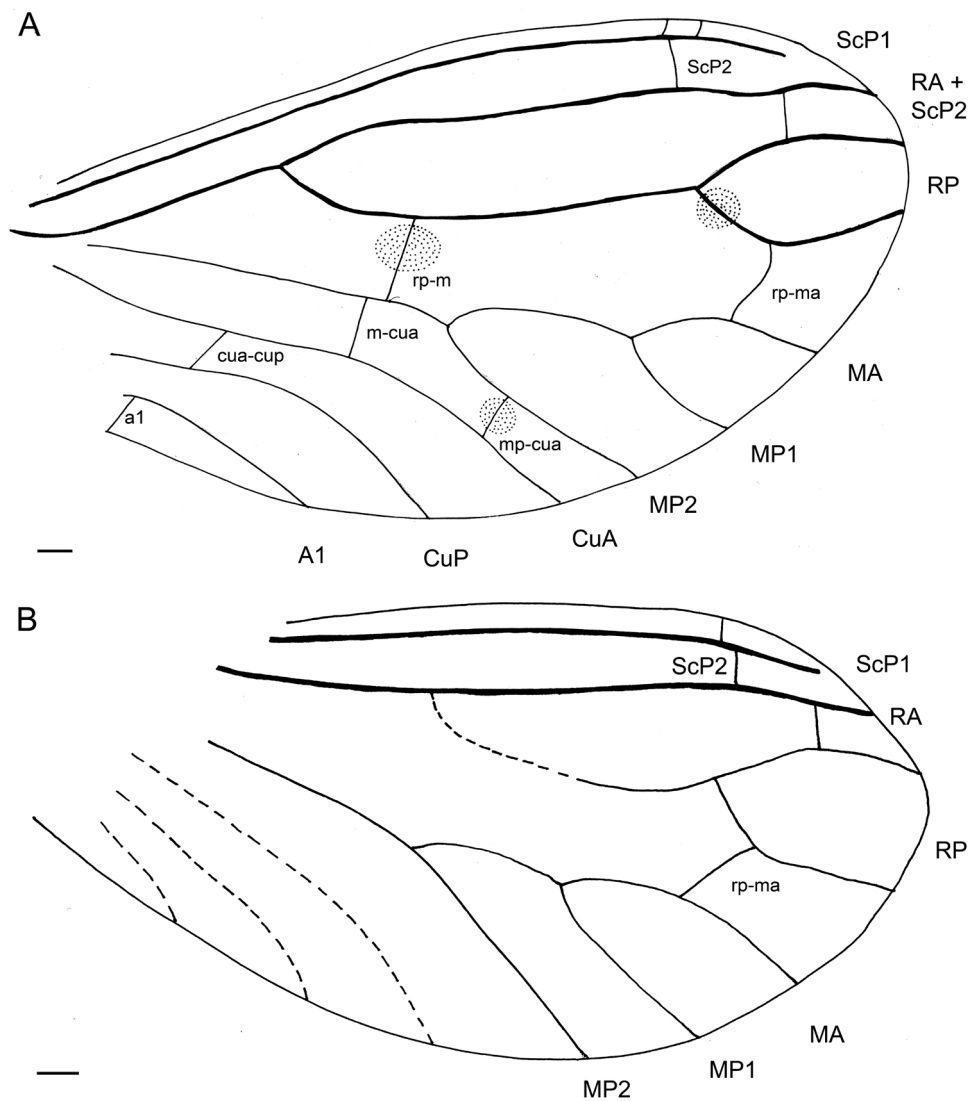 A
ScP1
ScP2
RA +
ScP2
RP
rp-m
rp-ma
m-cua
cua-cup
MA
a1
mp-cua
MP1
MP2
CuA
A1
CuP
B
ScP2
ScP1
RA
RP
rp-ma
MA
MP1
MP2